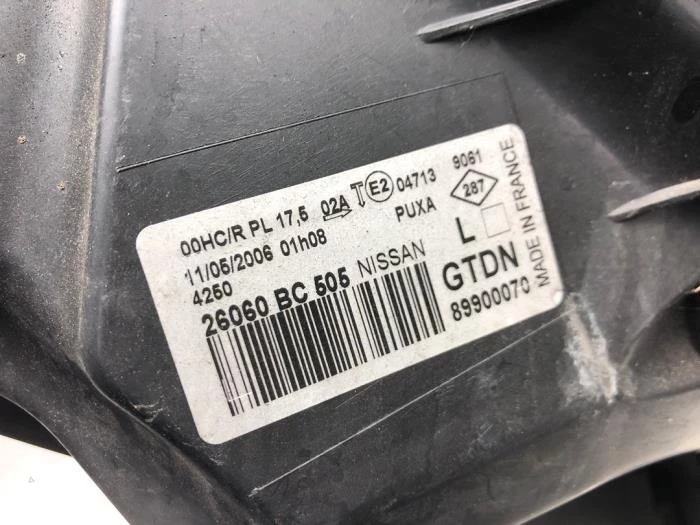 00HC/R PL 17,5 02A T E2 04713 9061
11/05/2006 01h08 PUXA 287
4250
26060 BC 505 NISSAN L
GTDN
89900070
MADE IN FRANCE